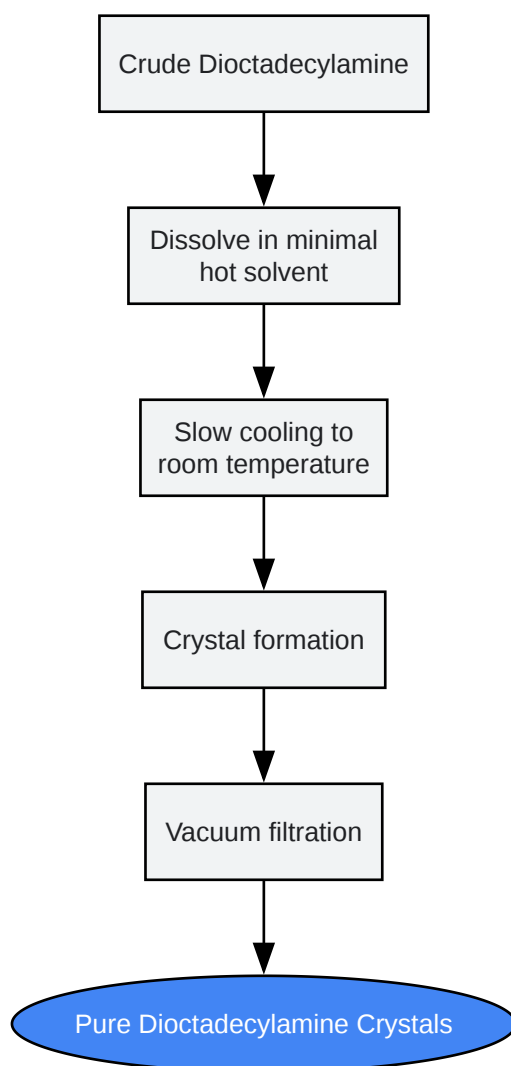 Crude Dioctadecylamine
Dissolve in minimal
hot solvent
Slow cooling to
room temperature
Crystal formation
Vacuum filtration
Pure Dioctadecylamine Crystals